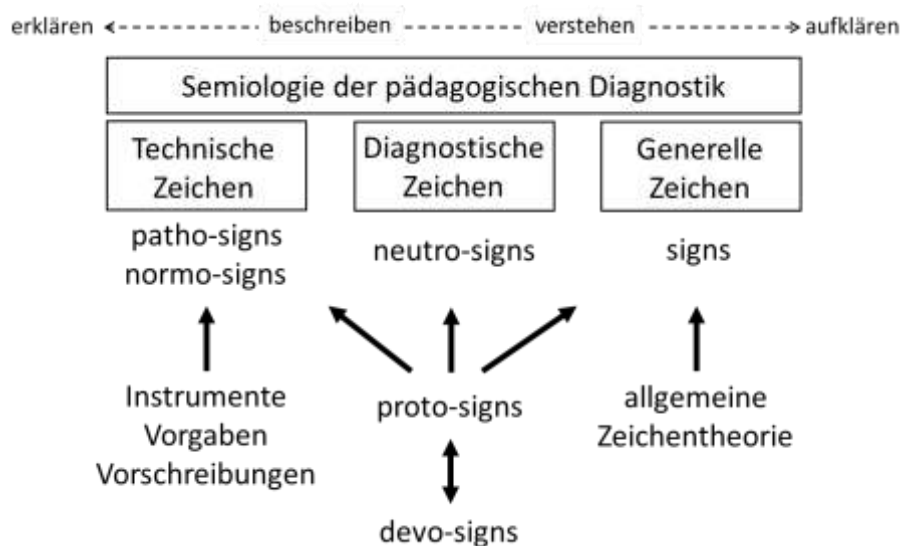 erklären beschreiben verstehen aufklären
Semiologie der pädagogischen Diagnostik
Technische
Zeichen
Diagnostische
Zeichen
Generelle
Zeichen
patho-signs
normo-signs
neutro-signs
signs
Instrumente
Vorgaben
Vorschreibungen
proto-signs
allgemeine
Zeichentheorie
devo-signs